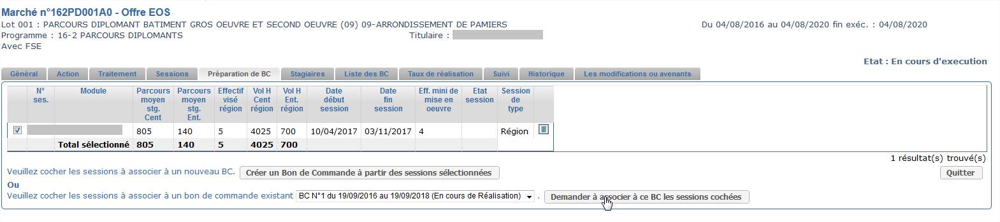 Marché n°162PD001A0 - Offre EOS
Lot 001 : PARCOURS DIPLOMANT BATIMENT GROS OEUVRE ET SECOND OEUVRE (09) 09-ARRONDISSEMENT DE PAMIERS Du 04/08/2016 au 04/08/2020 fin exéc. : 04/08/2020
Programme : 16-2 PARCOURS DIPLOMANTS Titulaire :
Avec FSE
Etat : En cours d'execution
Général Action Traitement Sessions Préparation de BC Stagiaires Liste des BC Taux de réalisation Suivi Historique Les modifications ou avenants
N° Module Parcours Parcours Effectif Vol H Vol H Date Date Eff. mini de Etat Session
ses. moyen moyen visé Cent Ent. début fin mise en session de
stg. stg. région région région session session oeuvre type
Cent Ent.
805 140 5 4025 700 10/04/2017 03/11/2017 4 Région
Total sélectionné 805 140 5 4025 700
1 résultat(s) trouvé(s)
Veuillez cocher les sessions à associer à un nouveau BC. Créer un Bon de Commande à partir des sessions sélectionnées Quitter
Ou
Veuillez cocher les sessions à associer à un bon de commande existant BC N°1 du 19/09/2016 au 19/09/2018 (En cours de Réalisation) . Demander à associer à ce BC les sessions cochées